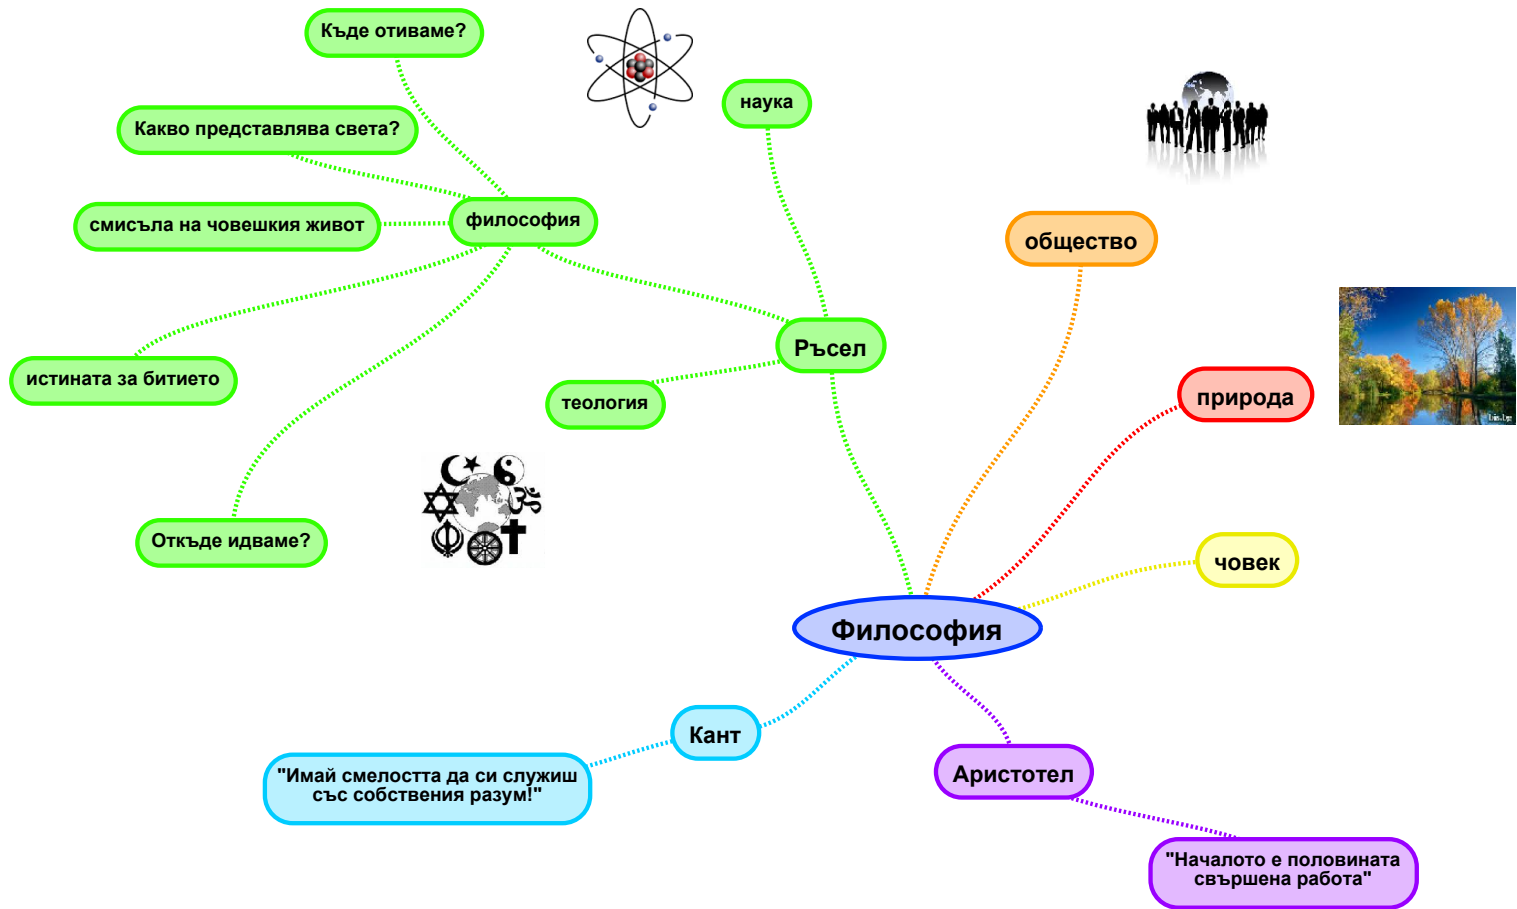 Къде отиваме?
наука
Какво представлява света?
философия
смисъла на човешкия живот
общество
Ръсел
истината за битието
природа
теология
Откъде идваме?
човек
Философия
Кант
"Имай смелостта да си служиш
със собствения разум!"
Аристотел
"Началото е половината
свършена работа"